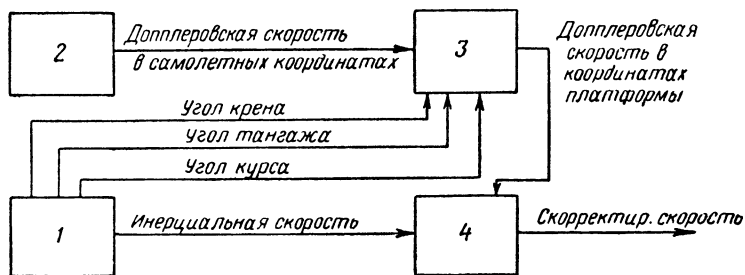 2
Допплеровская скорость
в самолетных координатах
3
Допплеровская
скорость в
координатах
платформы
Угол крена
Угол тангажа
Угол курса
1
Инерциальная скорость
4
Скорректир. скорость